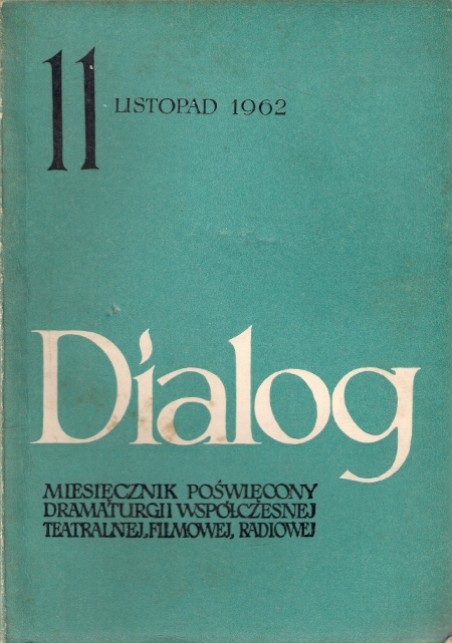 11
LISTOPAD 1962
Dialog
MIESIĘCZNIK POŚWIĘCONY
DRAMATURGII WSPÓŁCZESNEJ
TEATRALNEJ, FILMOWEJ, RADIOWEJ